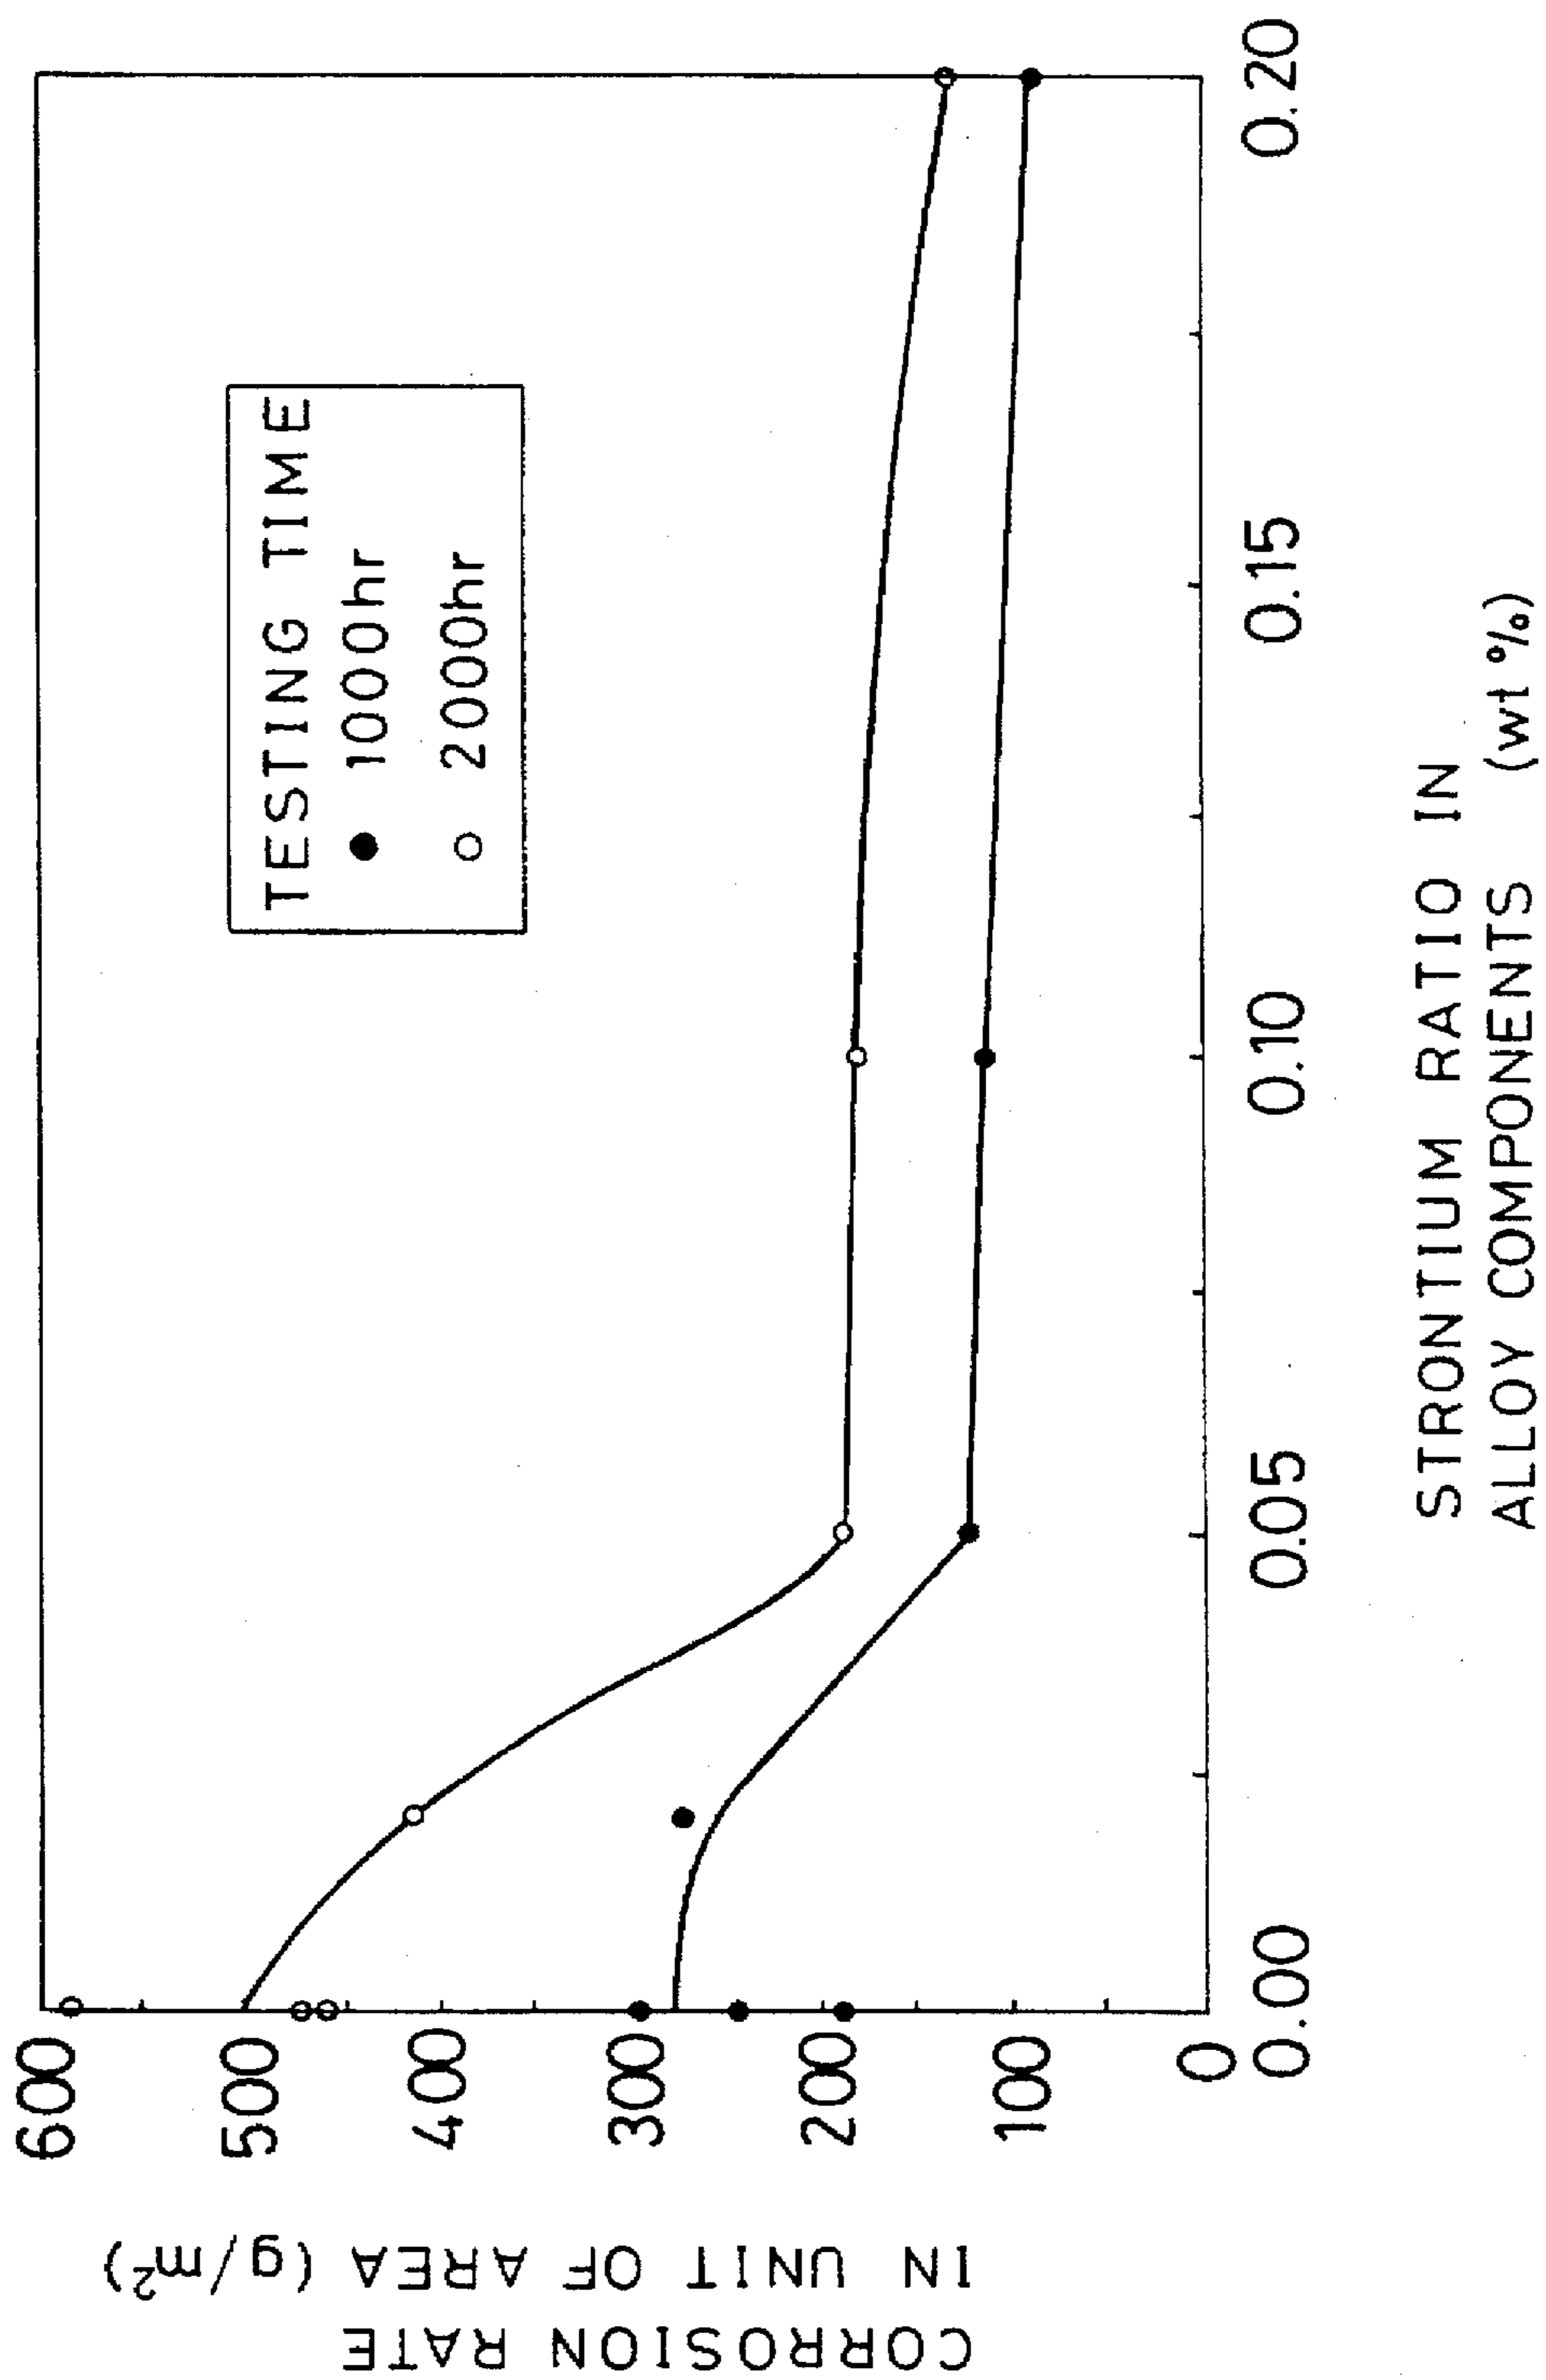 CORROSION RATE
IN UNIT OF AREA (g/m²)
600
500
400
300
200
100
0
TESTING TIME
● 1000hr
○ 2000hr
0.00
0.05
0.10
0.15
0.20
STRONTIUM RATIO IN
ALLOY COMPONENTS (wt %)